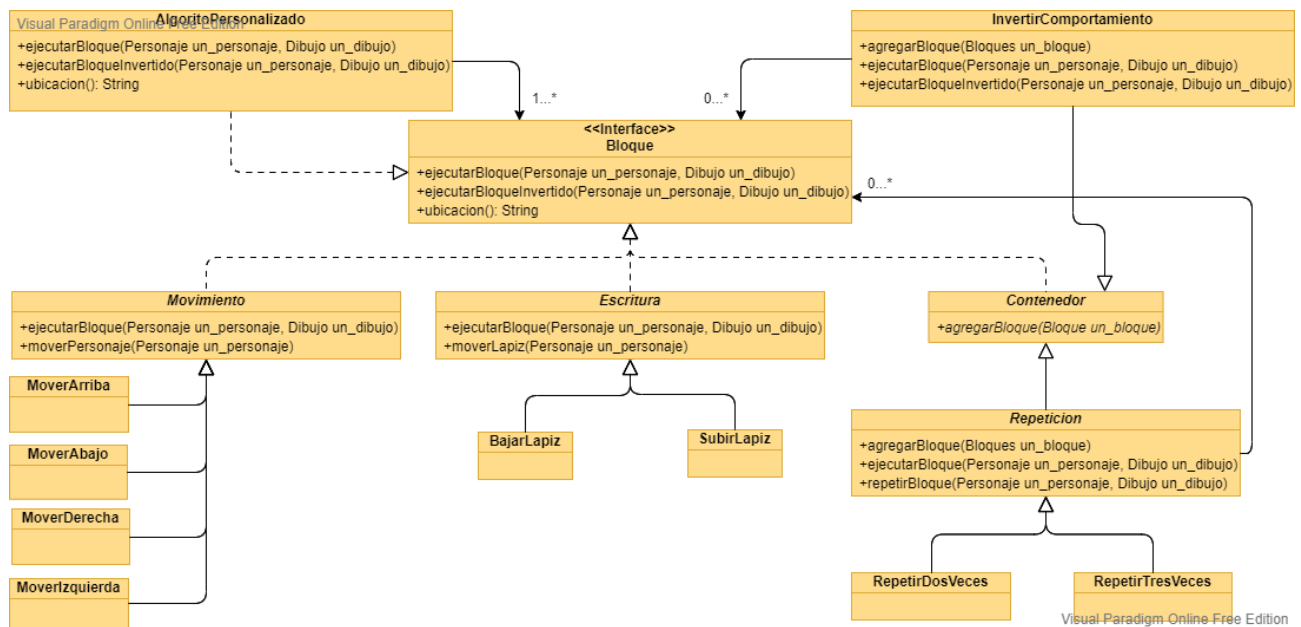 Visual Paradigm Online Free Edition
AlgoritoPersonalizado
+ejecutarBloque(Personaje un_personaje, Dibujo un_dibujo)
+ejecutarBloqueInvertido(Personaje un_personaje, Dibujo un_dibujo)
+ubicacion(): String
InvertirComportamiento
+agregarBloque(Bloques un_bloque)
+ejecutarBloque(Personaje un_personaje, Dibujo un_dibujo)
+ejecutarBloqueInvertido(Personaje un_personaje, Dibujo un_dibujo)
1...*
0...*
<<Interface>>
Bloque
+ejecutarBloque(Personaje un_personaje, Dibujo un_dibujo)
+ejecutarBloqueInvertido(Personaje un_personaje, Dibujo un_dibujo)
+ubicacion(): String
0...*
Movimiento
+ejecutarBloque(Personaje un_personaje, Dibujo un_dibujo)
+moverPersonaje(Personaje un_personaje)
Escritura
+ejecutarBloque(Personaje un_personaje, Dibujo un_dibujo)
+moverLapiz(Personaje un_personaje)
Contenedor
+agregarBloque(Bloque un_bloque)
MoverArriba
MoverAbajo
MoverDerecha
MoverIzquierda
BajarLapiz
SubirLapiz
Repeticion
+agregarBloque(Bloques un_bloque)
+ejecutarBloque(Personaje un_personaje, Dibujo un_dibujo)
+repetirBloque(Personaje un_personaje, Dibujo un_dibujo)
RepetirDosVeces
RepetirTresVeces
Visual Paradigm Online Free Edition